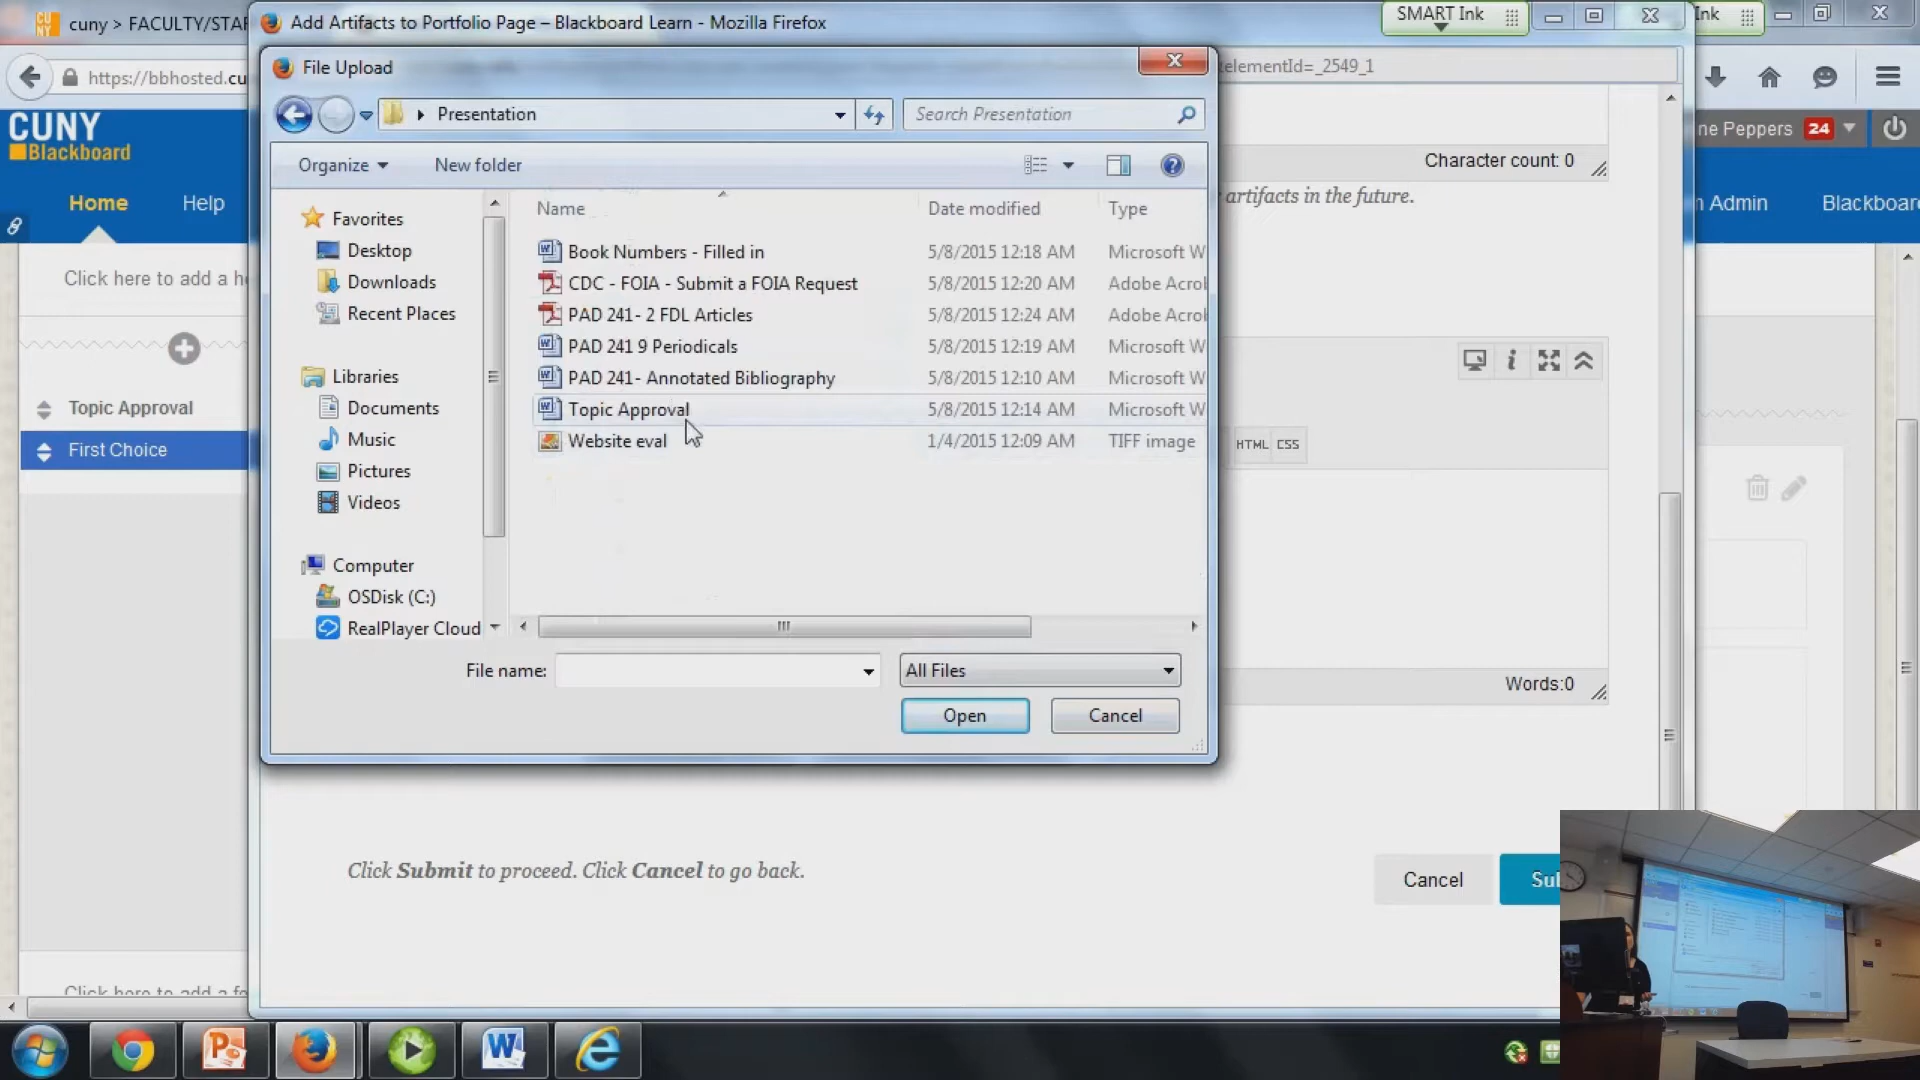 cuny > FACULTY/STAF
Add Artifacts to Portfolio Page – Blackboard Learn - Mozilla Firefox
SMART Ink
Ink
https://bbhosted.cu
File Upload
telementId=_2549_1
Presentation
Search Presentation
CUNY
Blackboard
ne Peppers 24
Organize
New folder
Character count: 0
artifacts in the future.
Home
Help
Admin
Blackboar
Name
Date modified
Type
Favorites
Desktop
Downloads
Recent Places
Libraries
Documents
Music
Pictures
Videos
Computer
OSDisk (C:)
RealPlayer Cloud
Book Numbers - Filled in 5/8/2015 12:18 AM Microsoft W
CDC - FOIA - Submit a FOIA Request 5/8/2015 12:20 AM Adobe Acrol
PAD 241- 2 FDL Articles 5/8/2015 12:24 AM Adobe Acrol
PAD 241 9 Periodicals 5/8/2015 12:19 AM Microsoft W
PAD 241- Annotated Bibliography 5/8/2015 12:10 AM Microsoft W
Topic Approval 5/8/2015 12:14 AM Microsoft W
Website eval 1/4/2015 12:09 AM TIFF image
Click here to add a he
Topic Approval
First Choice
HTML CSS
File name:
All Files
Open
Cancel
Words:0
Click Submit to proceed. Click Cancel to go back.
Cancel
Sul
Click here to add a fo